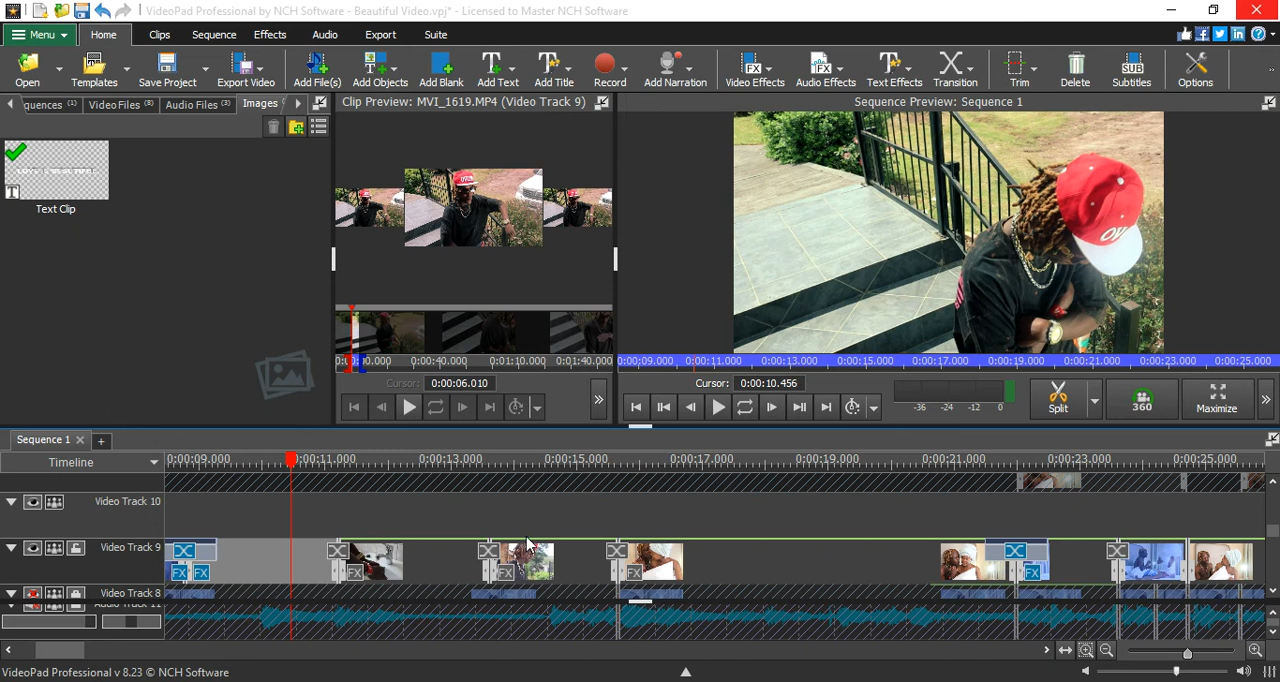 VideoPad Professional by NCH Software - Beautiful Video.vpj* - Licensed to Master NCH Software
Menu Home Clips Sequence Effects Audio Export Suite
Open Templates Save Project Export Video Add File(s) Add Objects Add Blank Add Text Add Title Record Add Narration Video Effects Audio Effects Text Effects Transition Trim Delete Subtitles Options
quences (1) Video Files (8) Audio Files (3) Images
Clip Preview: MVI_1619.MP4 (Video Track 9)
Sequence Preview: Sequence 1
Text Clip
0:00:40.000 0:01:10.000 0:01:40.000
0:00:09.000 0:00:11.000 0:00:13.000 0:00:15.000 0:00:17.000 0:00:19.000 0:00:21.000 0:00:23.000 0:00:25.000
Cursor: 0:00:06.010
Cursor: 0:00:10.456
-36 -24 -12 0
Split
360
Maximize
Sequence 1
Timeline
0:00:09.000 0:00:11.000 0:00:13.000 0:00:15.000 0:00:17.000 0:00:19.000 0:00:21.000 0:00:23.000 0:00:25.000
Video Track 10
Video Track 9
Video Track 8
Audio Track 11
VideoPad Professional v 8.23 © NCH Software